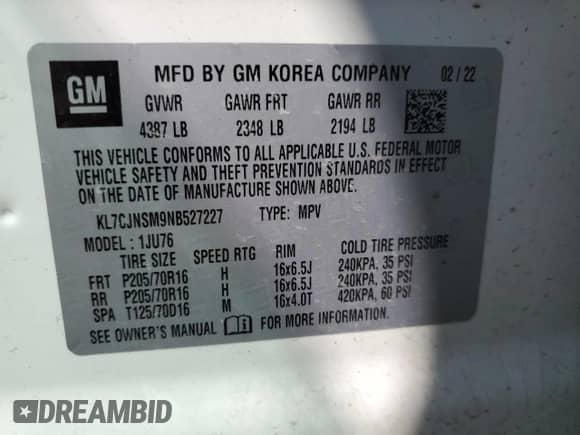 GM MFD BY GM KOREA COMPANY 02 / 22
GVWR GAWR FRT GAWR RR
4387 LB 2348 LB 2194 LB
THIS VEHICLE CONFORMS TO ALL APPLICABLE U.S. FEDERAL MOTOR
VEHICLE SAFETY AND THEFT PREVENTION STANDARDS IN EFFECT
ON THE DATE OF MANUFACTURE SHOWN ABOVE.
KL7CJNSM9NB527227 TYPE: MPV
MODEL : 1JU76
TIRE SIZE SPEED RTG RIM COLD TIRE PRESSURE
FRT P205/70R16 H 16x6.5J 240KPA, 35 PSI
RR P205/70R16 H 16x6.5J 240KPA, 35 PSI
SPA T125/70D16 M 16x4.0T 420KPA, 60 PSI
SEE OWNER'S MANUAL FOR MORE INFORMATION.
DREAMBID